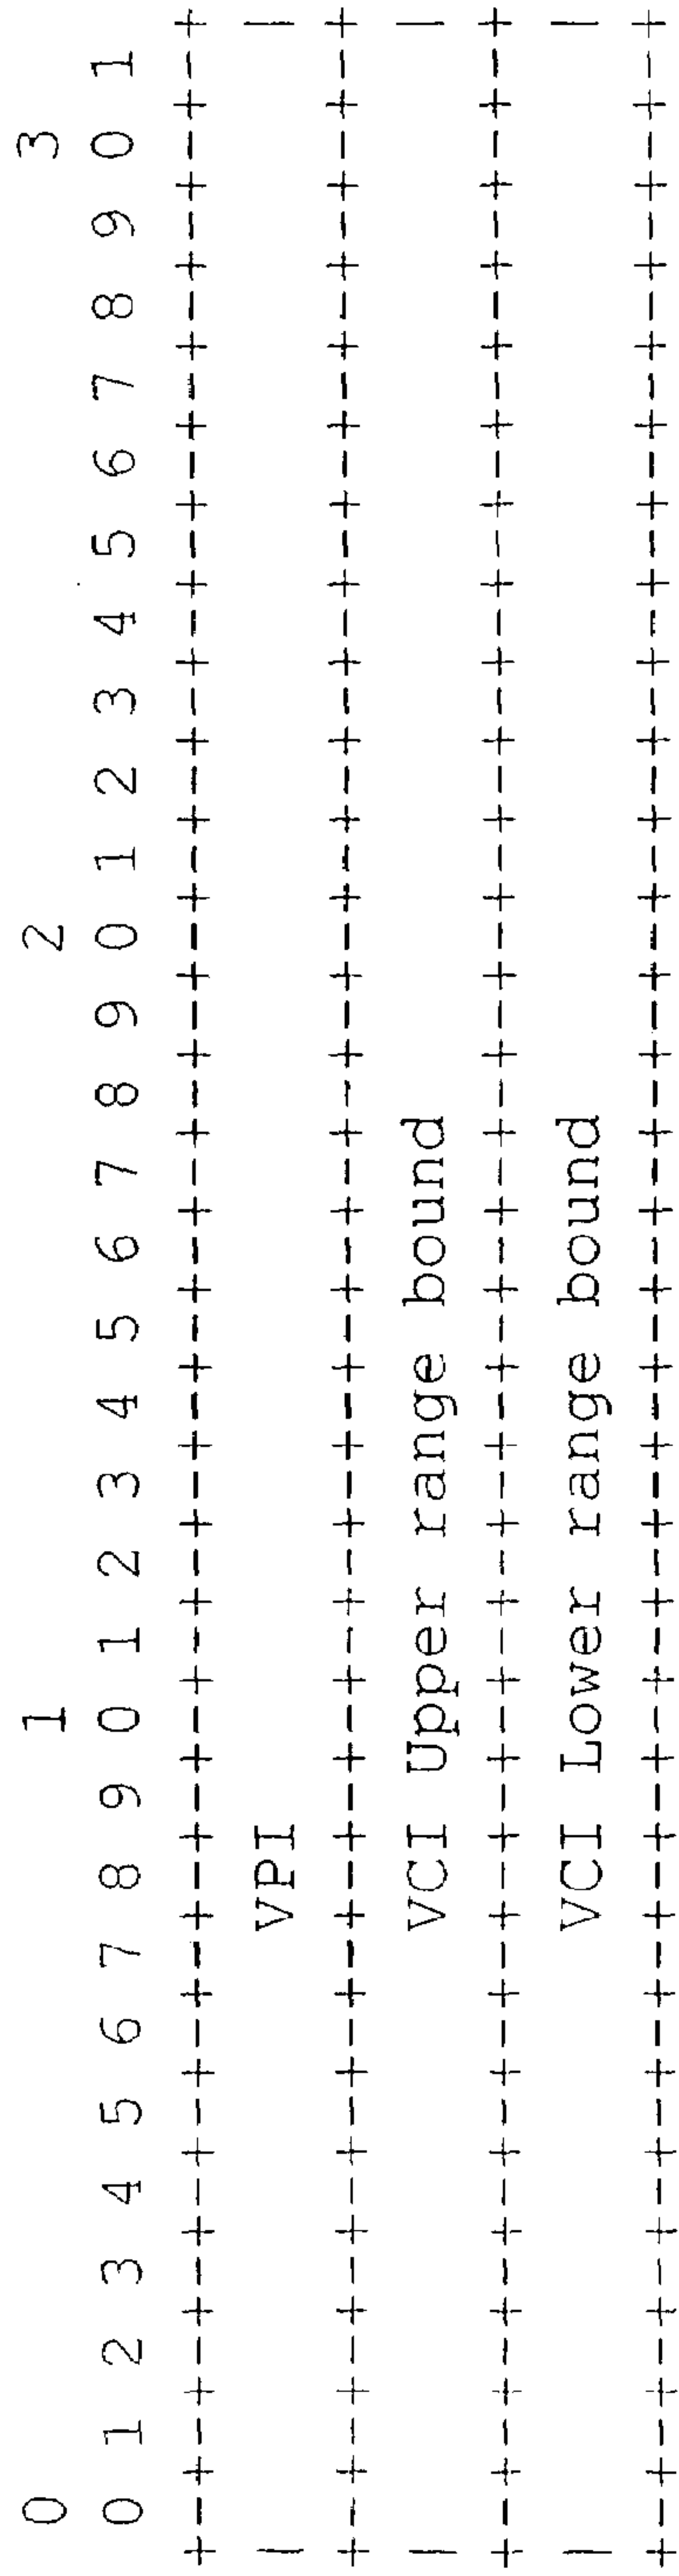 0                   1                   2                   3
 0 1 2 3 4 5 6 7 8 9 0 1 2 3 4 5 6 7 8 9 0 1 2 3 4 5 6 7 8 9 0 1
+-+-+-+-+-+-+-+-+-+-+-+-+-+-+-+-+-+-+-+-+-+-+-+-+-+-+-+-+-+-+-+-+
|               VPI                                             |
+-+-+-+-+-+-+-+-+-+-+-+-+-+-+-+-+-+-+-+-+-+-+-+-+-+-+-+-+-+-+-+-+
|               VCI Upper range bound                           |
+-+-+-+-+-+-+-+-+-+-+-+-+-+-+-+-+-+-+-+-+-+-+-+-+-+-+-+-+-+-+-+-+
|               VCI Lower range bound                           |
+-+-+-+-+-+-+-+-+-+-+-+-+-+-+-+-+-+-+-+-+-+-+-+-+-+-+-+-+-+-+-+-+